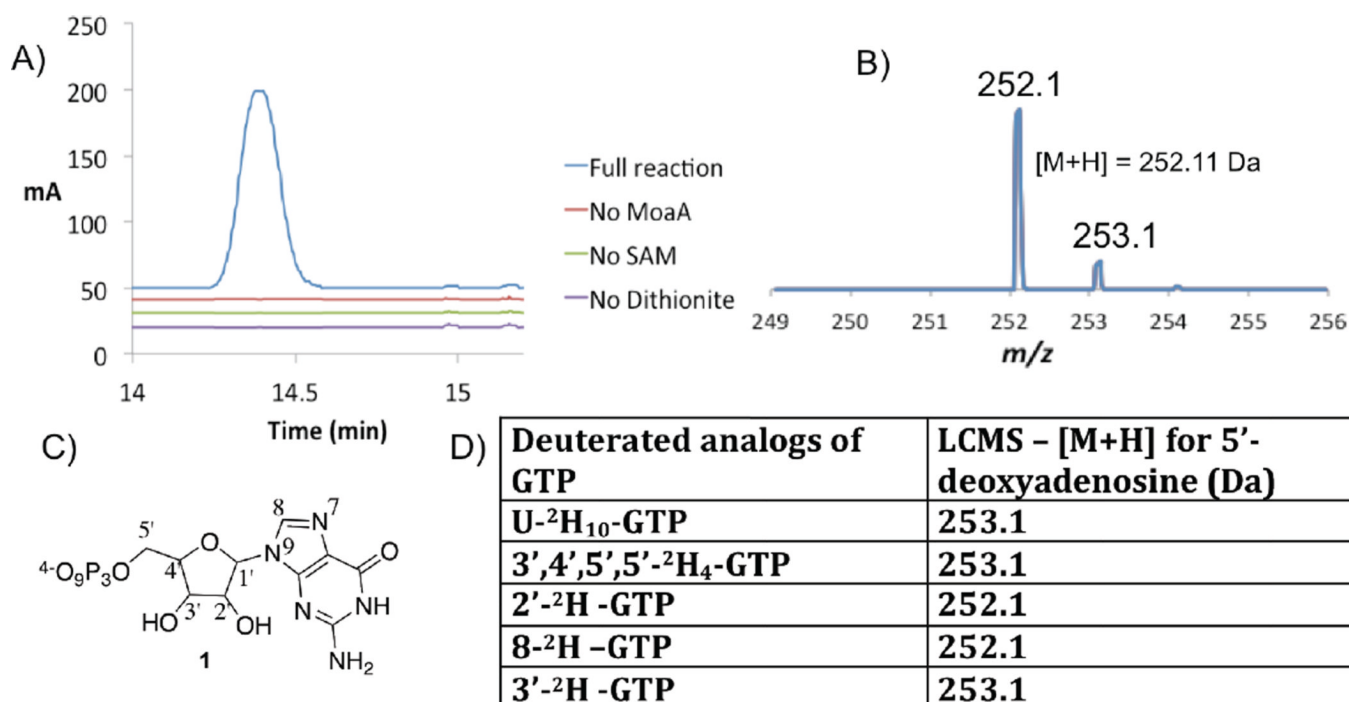 A)
250
200
150
mA
100
50
0
14
14.5
15
Time (min)
Full reaction
No MoaA
No SAM
No Dithionite
B)
252.1
[M+H] = 252.11 Da
253.1
249 250 251 252 253 254 255 256
m/z
C)
5'
4-O9P3O
O
4'
1'
3'
2'
HO
OH
8
7
N
9
N
O
N
NH
N
NH2
1
D)
Deuterated analogs of GTP
LCMS – [M+H] for 5'-deoxyadenosine (Da)
U-²H₁₀-GTP 253.1
3',4',5',5'-²H₄-GTP 253.1
2'-²H -GTP 252.1
8-²H –GTP 252.1
3'-²H -GTP 253.1